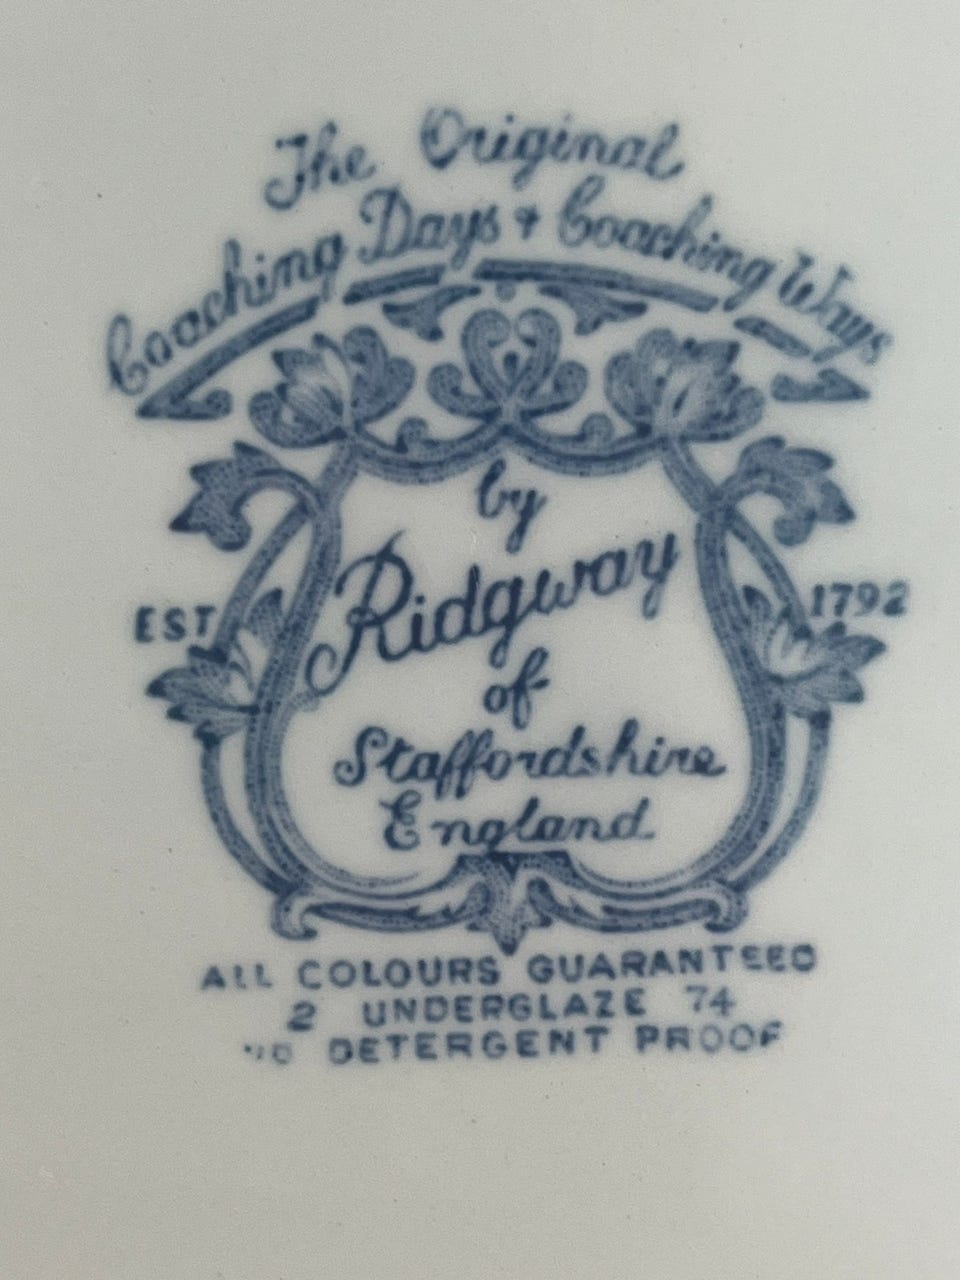 The Original
Coaching Days & Coaching Ways
by
Ridgway
EST 1792
of
Staffordshire
England
ALL COLOURS GUARANTEED
2 UNDERGLAZE 74
DETERGENT PROOF